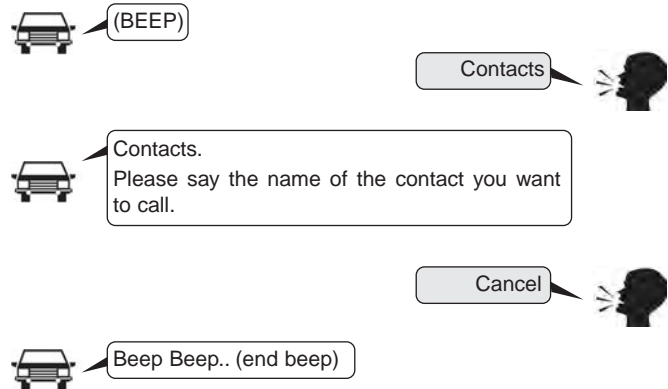 (BEEP)
Contacts
Contacts.
Please say the name of the contact you want
to call.
Cancel
Beep Beep.. (end beep)